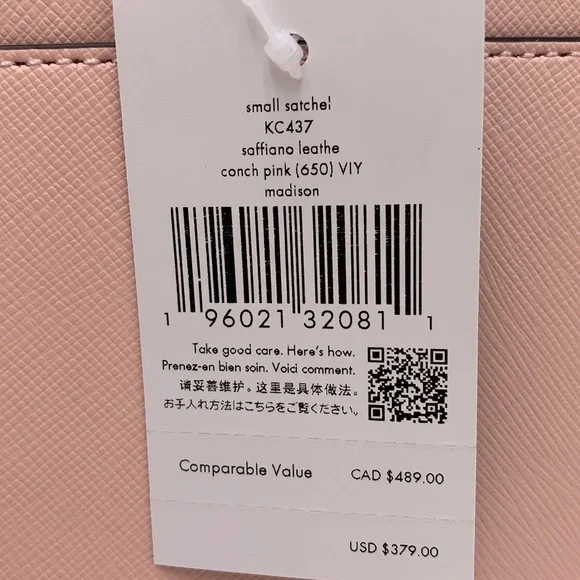 small satchel
KC437
saffiano leathe
conch pink (650) VIY
madison
1 96021 32081 1
Take good care. Here's how.
Prenez-en bien soin. Voici comment.
请妥善维护。这里是具体做法。
お手入れ方法はこちらをご覧ください。
Comparable Value CAD $489.00
USD $379.00